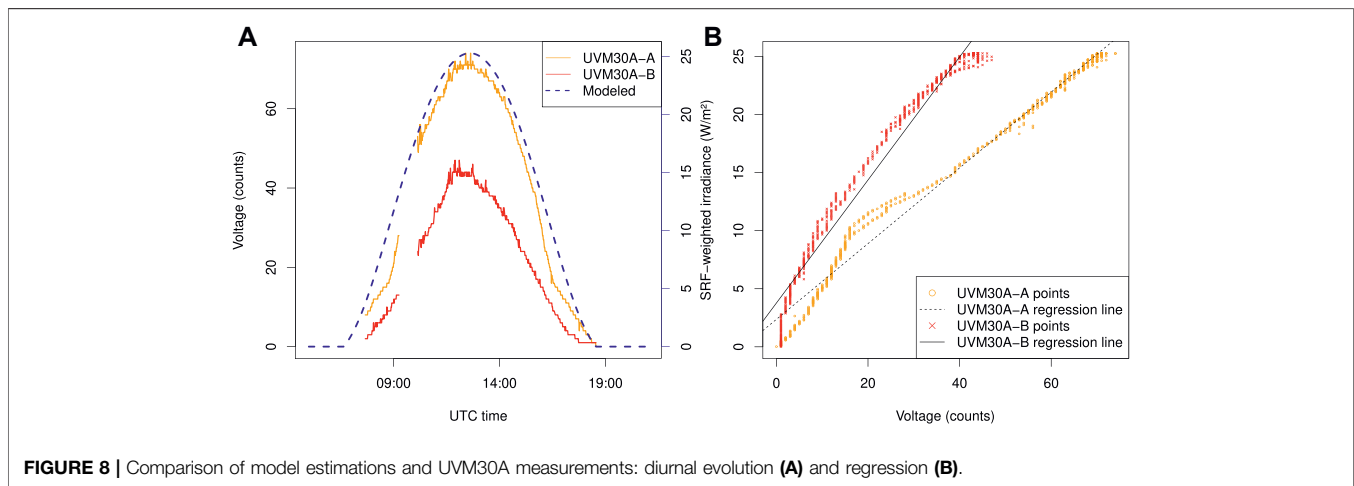 A
UVM30A-A
UVM30A-B
Modeled
Voltage (counts)
0
20
40
60
0
5
10
15
20
25
SRF-weighted irradiance (W/m²)
09:00
14:00
19:00
UTC time
B
0
5
10
15
20
25
UVM30A-A points
UVM30A-A regression line
UVM30A-B points
UVM30A-B regression line
0
20
40
60
Voltage (counts)
FIGURE 8 | Comparison of model estimations and UVM30A measurements: diurnal evolution (A) and regression (B).